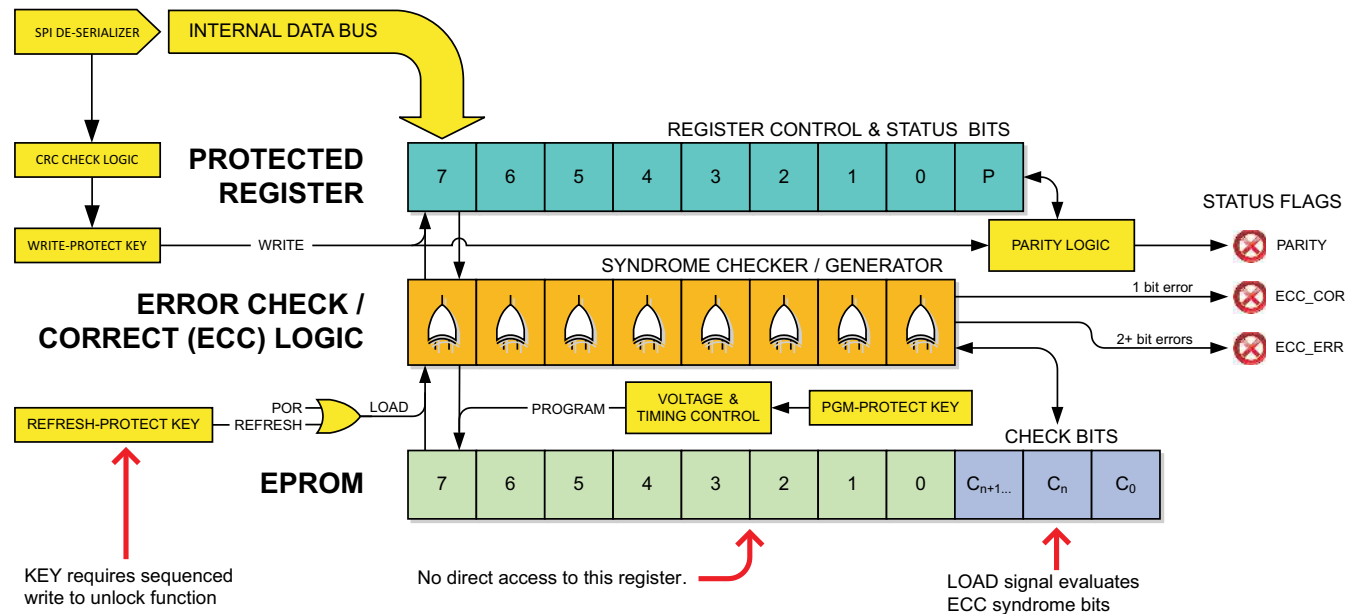 SPI DE-SERIALIZER
INTERNAL DATA BUS
REGISTER CONTROL & STATUS BITS
CRC CHECK LOGIC
PROTECTED
REGISTER
7 6 5 4 3 2 1 0 P
STATUS FLAGS
WRITE-PROTECT KEY
WRITE
PARITY LOGIC
PARITY
SYNDROME CHECKER / GENERATOR
ERROR CHECK /
CORRECT (ECC) LOGIC
1 bit error
ECC_COR
2+ bit errors
ECC_ERR
REFRESH-PROTECT KEY
POR
REFRESH
LOAD
PROGRAM
VOLTAGE &
TIMING CONTROL
PGM-PROTECT KEY
CHECK BITS
EPROM
7 6 5 4 3 2 1 0 Cn+1... Cn C0
KEY requires sequenced
write to unlock function
No direct access to this register.
LOAD signal evaluates
ECC syndrome bits